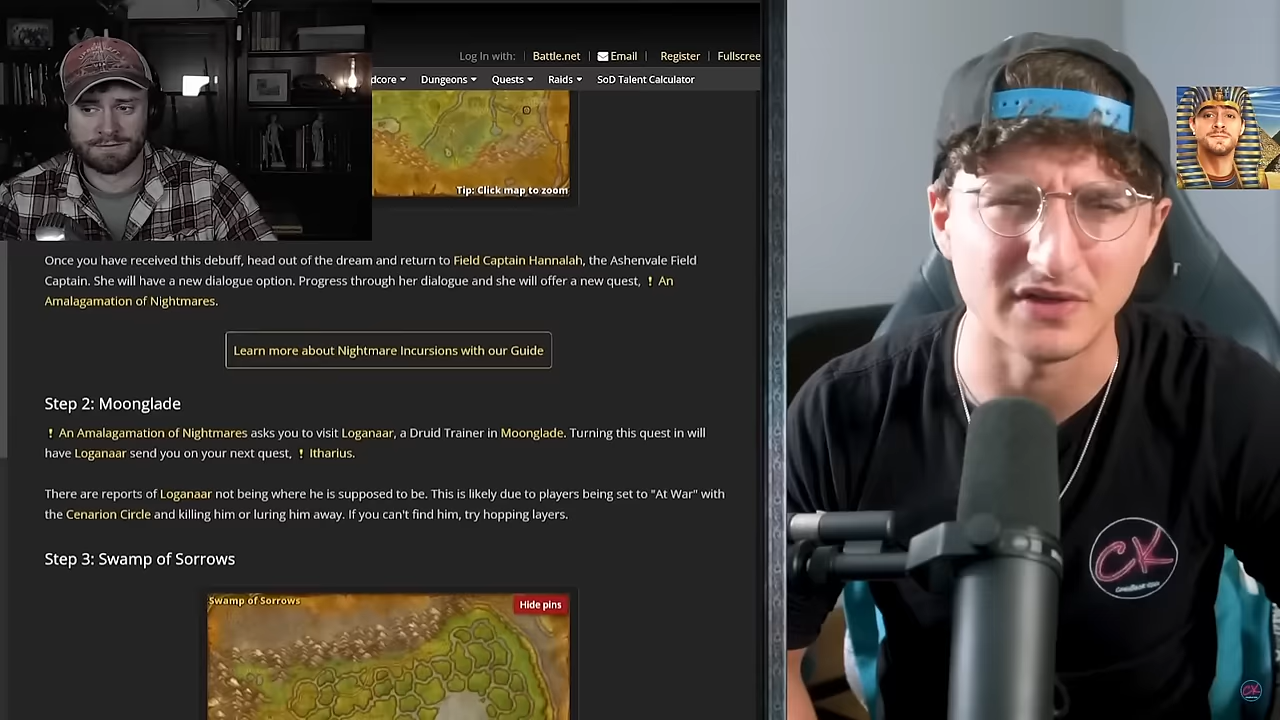 Log In with: Battle.net Email Register Fullscree
dcore Dungeons Quests Raids SoD Talent Calculator
Tip: Click map to zoom
Once you have received this debuff, head out of the dream and return to Field Captain Hannalah, the Ashenvale Field
Captain. She will have a new dialogue option. Progress through her dialogue and she will offer a new quest, ! An
Amalagamation of Nightmares.
Learn more about Nightmare Incursions with our Guide
Step 2: Moonglade
! An Amalagamation of Nightmares asks you to visit Loganaar, a Druid Trainer in Moonglade. Turning this quest in will
have Loganaar send you on your next quest, ! Itharius.
There are reports of Loganaar not being where he is supposed to be. This is likely due to players being set to "At War" with
the Cenarion Circle and killing him or luring him away. If you can't find him, try hopping layers.
Step 3: Swamp of Sorrows
Swamp of Sorrows
Hide pins
CK
CK